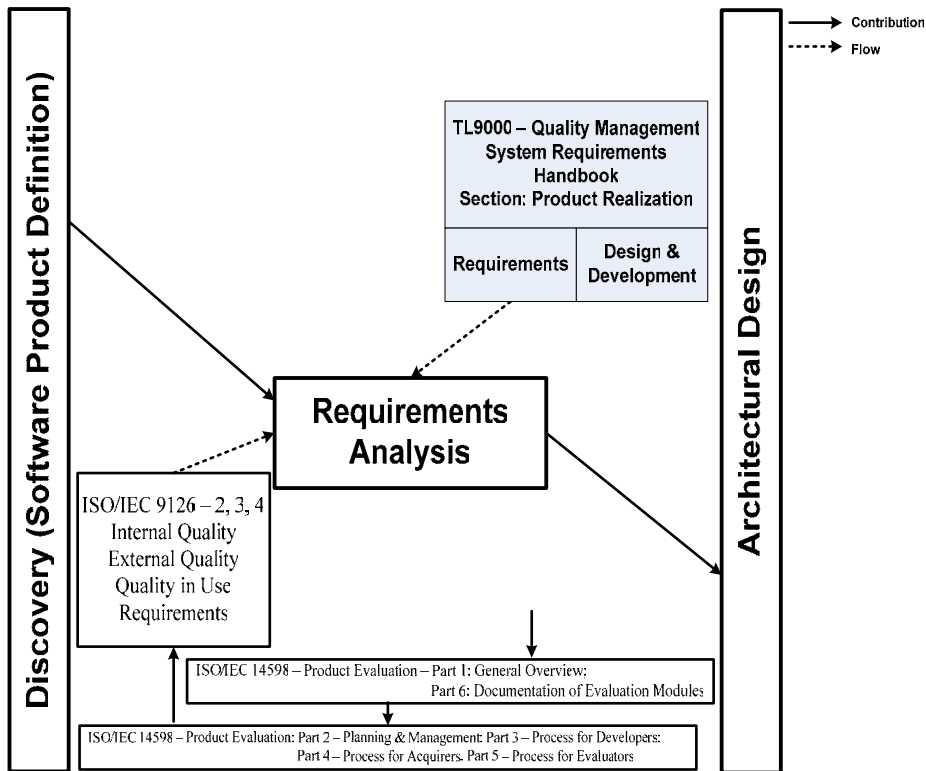 Discovery (Software Product Definition)
Contribution
Flow
TL9000 – Quality Management
System Requirements
Handbook
Section: Product Realization
Requirements
Design &
Development
Requirements
Analysis
ISO/IEC 9126 – 2, 3, 4
Internal Quality
External Quality
Quality in Use
Requirements
Architectural Design
ISO/IEC 14598 – Product Evaluation – Part 1: General Overview;
Part 6: Documentation of Evaluation Modules
ISO/IEC 14598 – Product Evaluation: Part 2 – Planning & Management: Part 3 – Process for Developers:
Part 4 – Process for Acquirers. Part 5 – Process for Evaluators